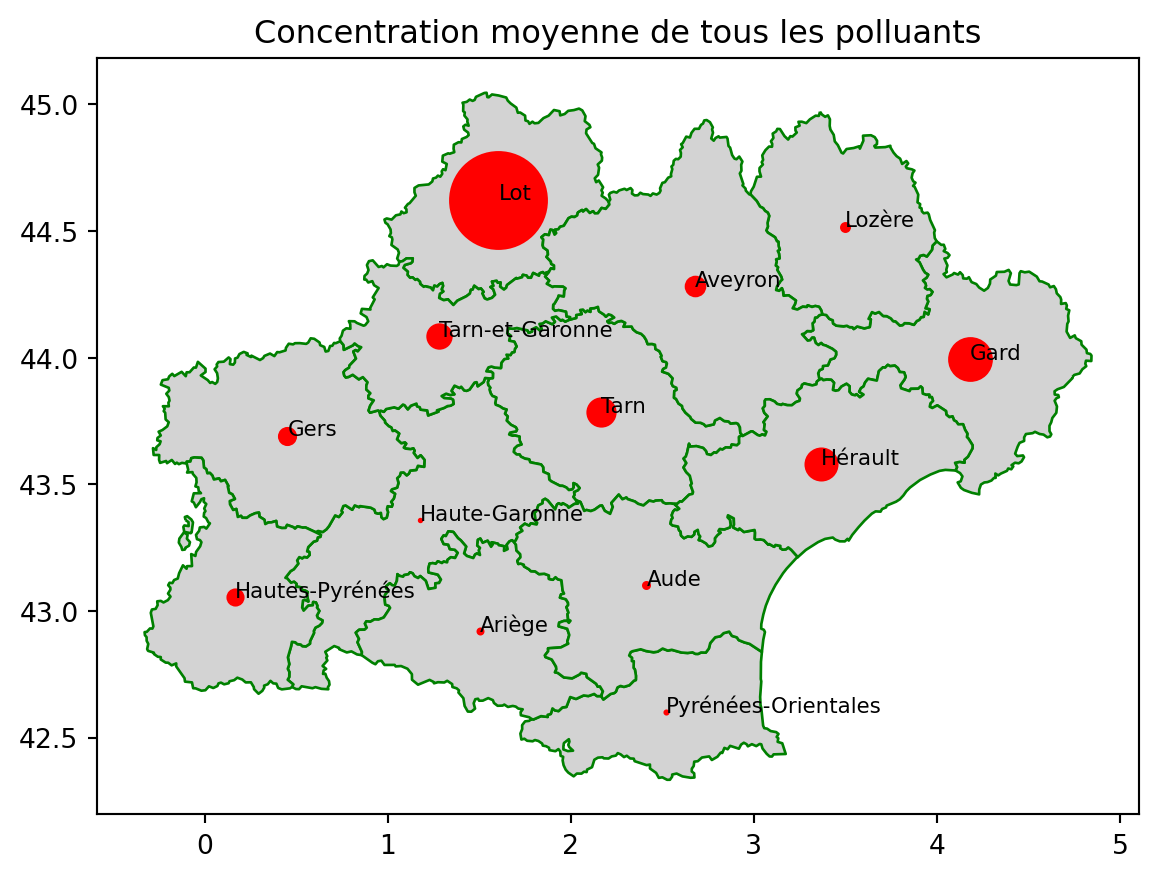 Concentration moyenne de tous les polluants
45.0
44.5
44.0
43.5
43.0
42.5
Lot
Lozère
Aveyron
Tarn-et-Garonne
Gard
Tarn
Gers
Hérault
Haute-Garonne
Aude
Hautes-Pyrénées
Ariège
Pyrénées-Orientales
0 1 2 3 4 5